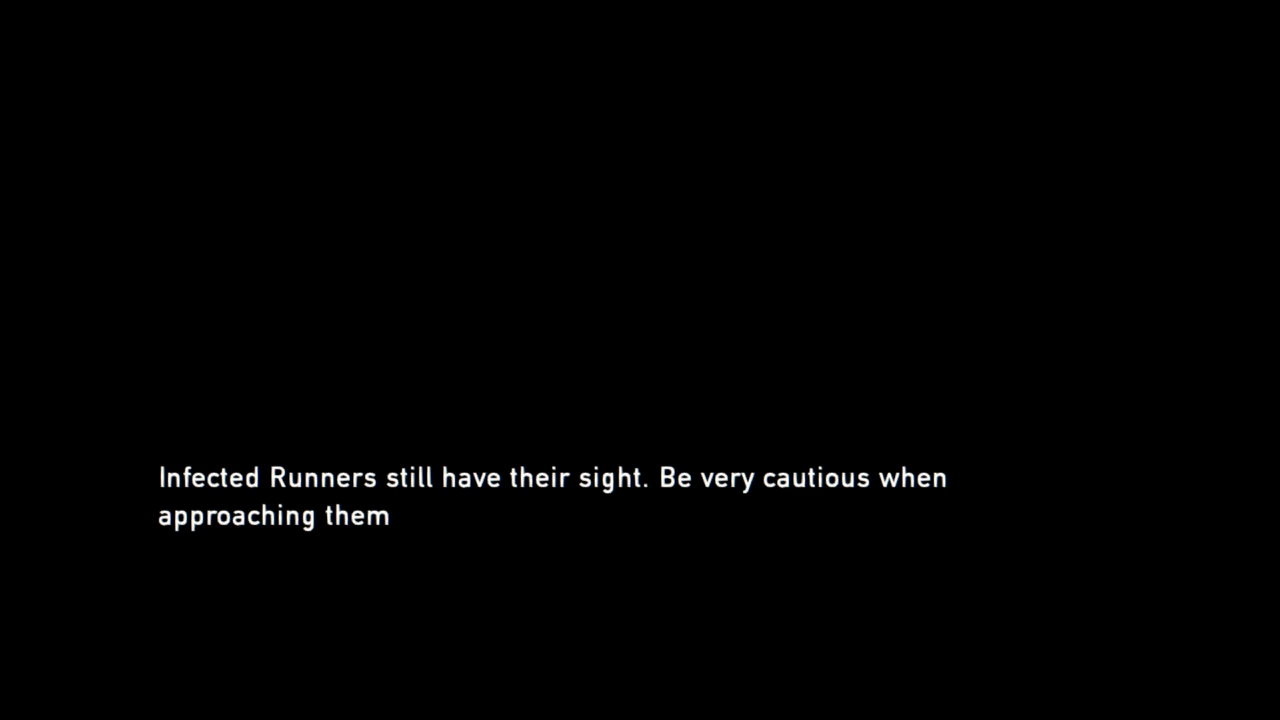 Infected Runners still have their sight. Be very cautious when
approaching them